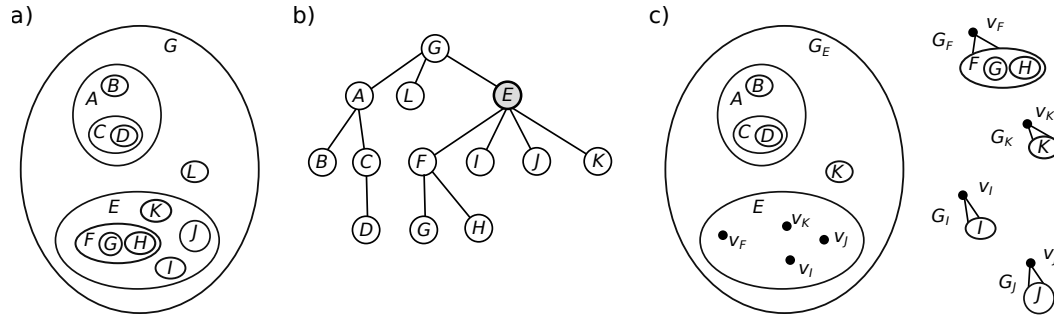 a)
G
B
A
C
D
L
E
K
F
G
H
J
I
b)
G
A
L
E
B
C
F
I
J
K
D
G
H
c)
G_E
B
A
C
D
K
E
v_F
v_K
v_J
v_I
v_F
G_F
F
G
H
v_K
G_K
K
v_I
G_I
I
v_J
G_J
J